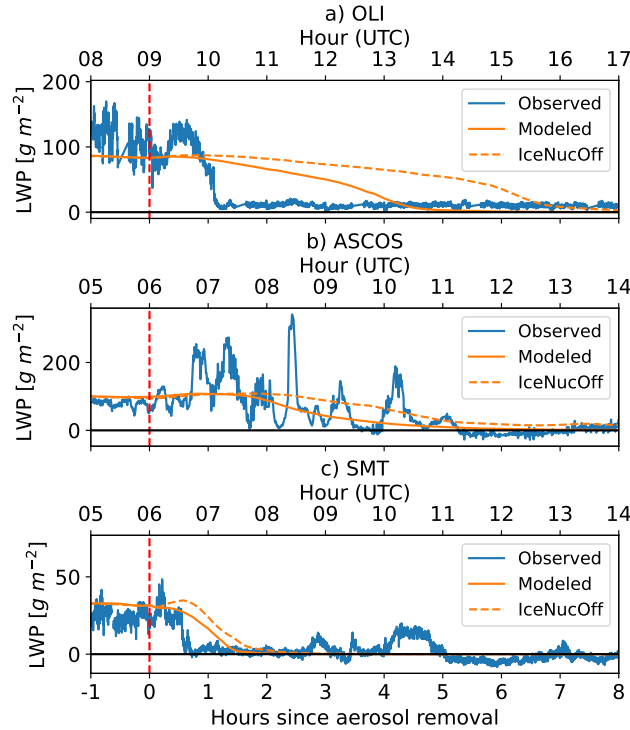 a) OLI
Hour (UTC)
08 09 10 11 12 13 14 15 16 17
200
100
0
LWP [g m⁻²]
Observed
Modeled
IceNucOff
b) ASCOS
Hour (UTC)
05 06 07 08 09 10 11 12 13 14
200
0
LWP [g m⁻²]
Observed
Modeled
IceNucOff
c) SMT
Hour (UTC)
05 06 07 08 09 10 11 12 13 14
50
0
LWP [g m⁻²]
Observed
Modeled
IceNucOff
-1 0 1 2 3 4 5 6 7 8
Hours since aerosol removal